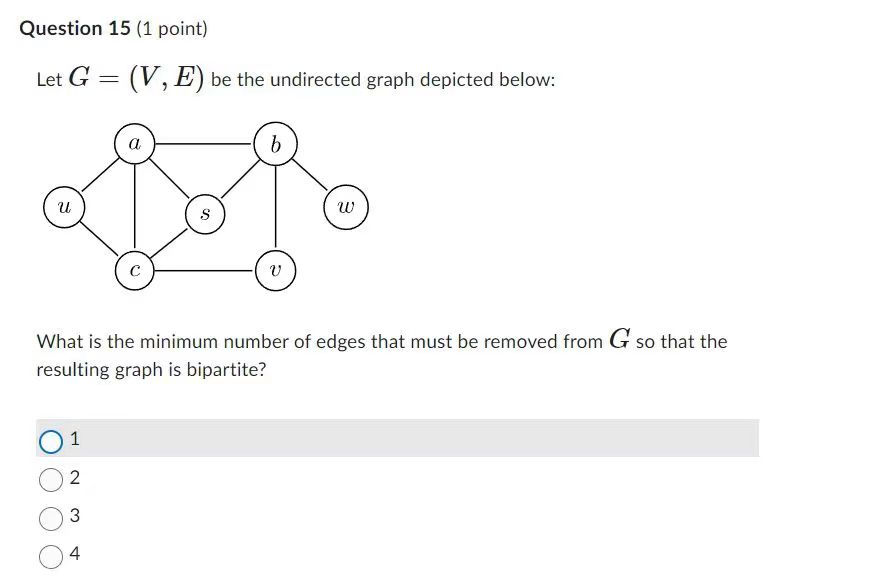 Question 15 (1 point)
Let G = (V, E) be the undirected graph depicted below:
a
b
u
s
w
c
v
What is the minimum number of edges that must be removed from G so that the
resulting graph is bipartite?
1
2
3
4